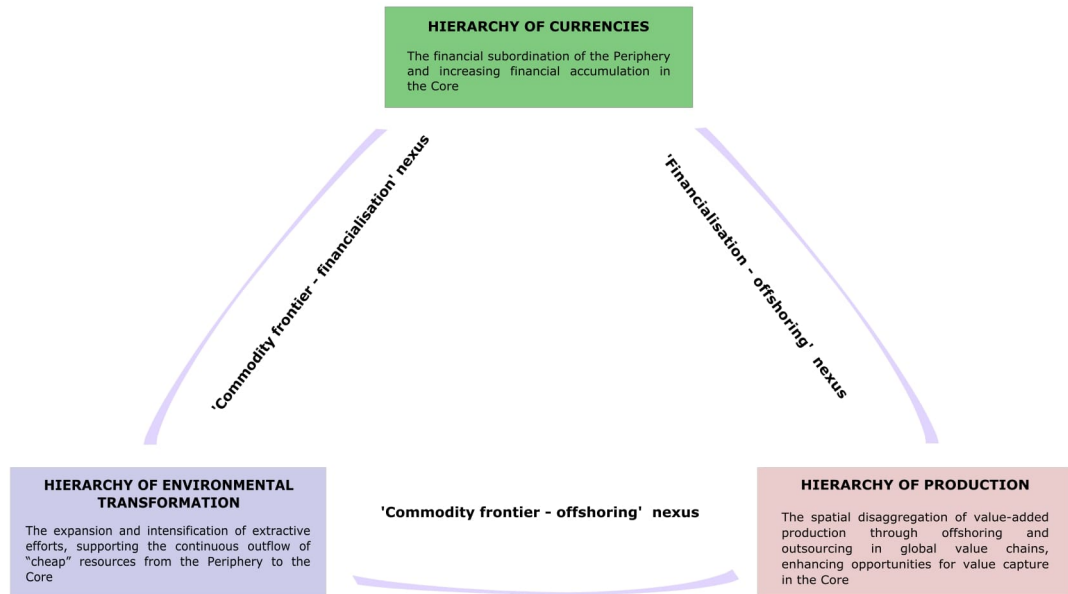 HIERARCHY OF CURRENCIES
The financial subordination of the Periphery
and increasing financial accumulation in
the Core
'Commodity frontier - financialisation' nexus
'Financialisation - offshoring' nexus
HIERARCHY OF ENVIRONMENTAL
TRANSFORMATION
The expansion and intensification of extractive
efforts, supporting the continuous outflow of
“cheap” resources from the Periphery to the
Core
'Commodity frontier - offshoring' nexus
HIERARCHY OF PRODUCTION
The spatial disaggregation of value-added
production through offshoring and
outsourcing in global value chains,
enhancing opportunities for value capture
in the Core